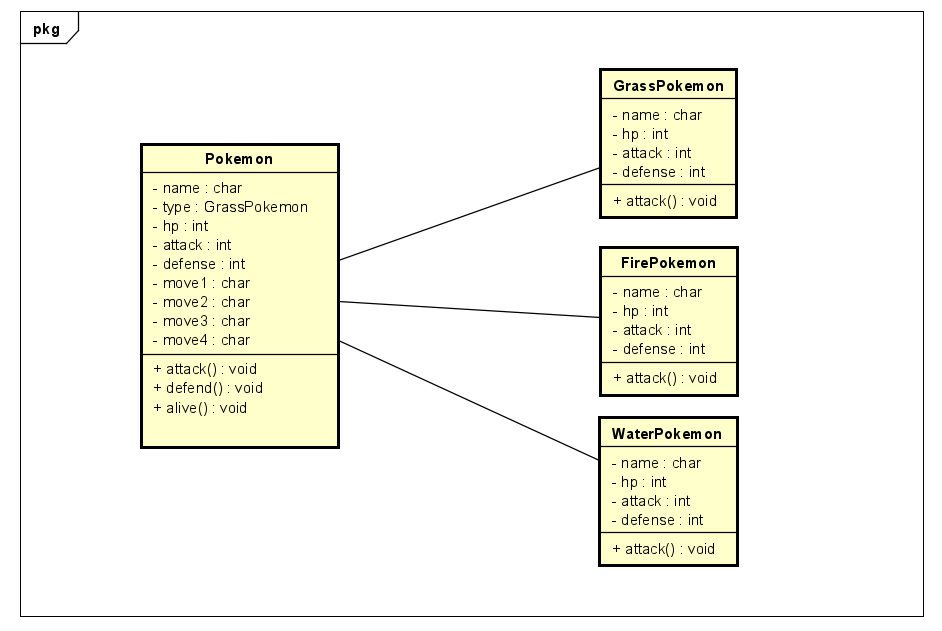 pkg
Pokemon
- name : char
- type : GrassPokemon
- hp : int
- attack : int
- defense : int
- move1 : char
- move2 : char
- move3 : char
- move4 : char
+ attack() : void
+ defend() : void
+ alive() : void
GrassPokemon
- name : char
- hp : int
- attack : int
- defense : int
+ attack() : void
FirePokemon
- name : char
- hp : int
- attack : int
- defense : int
+ attack() : void
WaterPokemon
- name : char
- hp : int
- attack : int
- defense : int
+ attack() : void